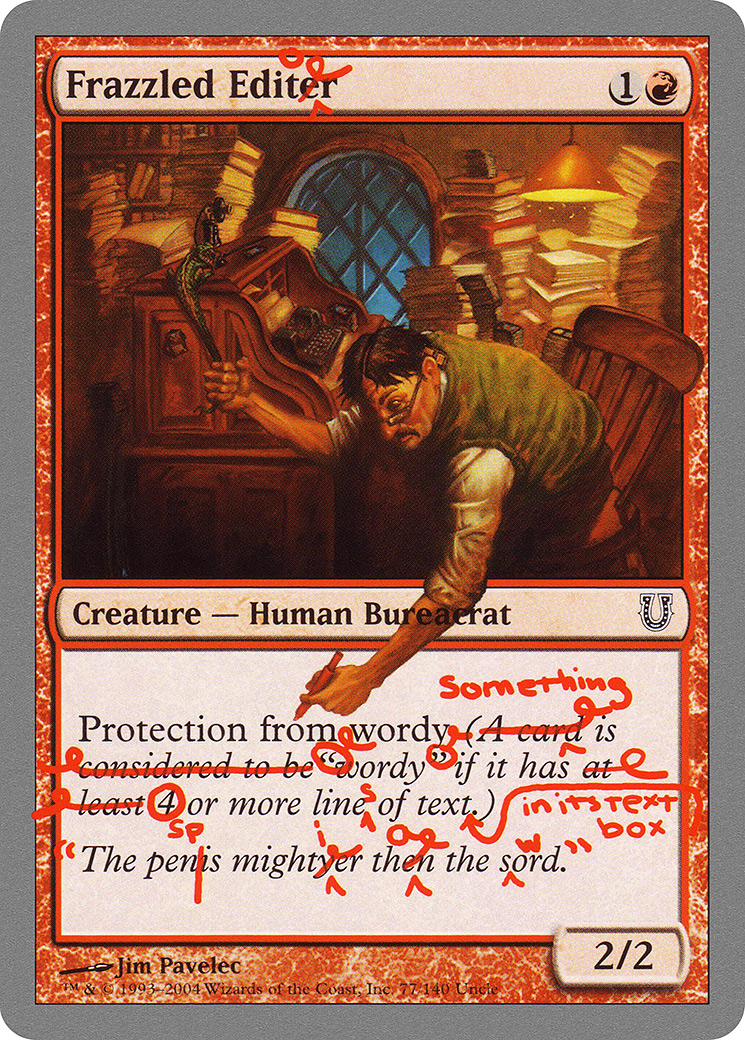 Frazzled Editer
o
1
Creature — Human Bureaucrat
something
Protection from wordy (A card is
considered to be “wordy” if it has at
least 4 or more line of text.)
s
sp
in its text
box
i
a
w
“The penis mightyer then the sord.”
2/2
Jim Pavelec
™ & © 1993–2004 Wizards of the Coast, Inc. 77/140 Uncle